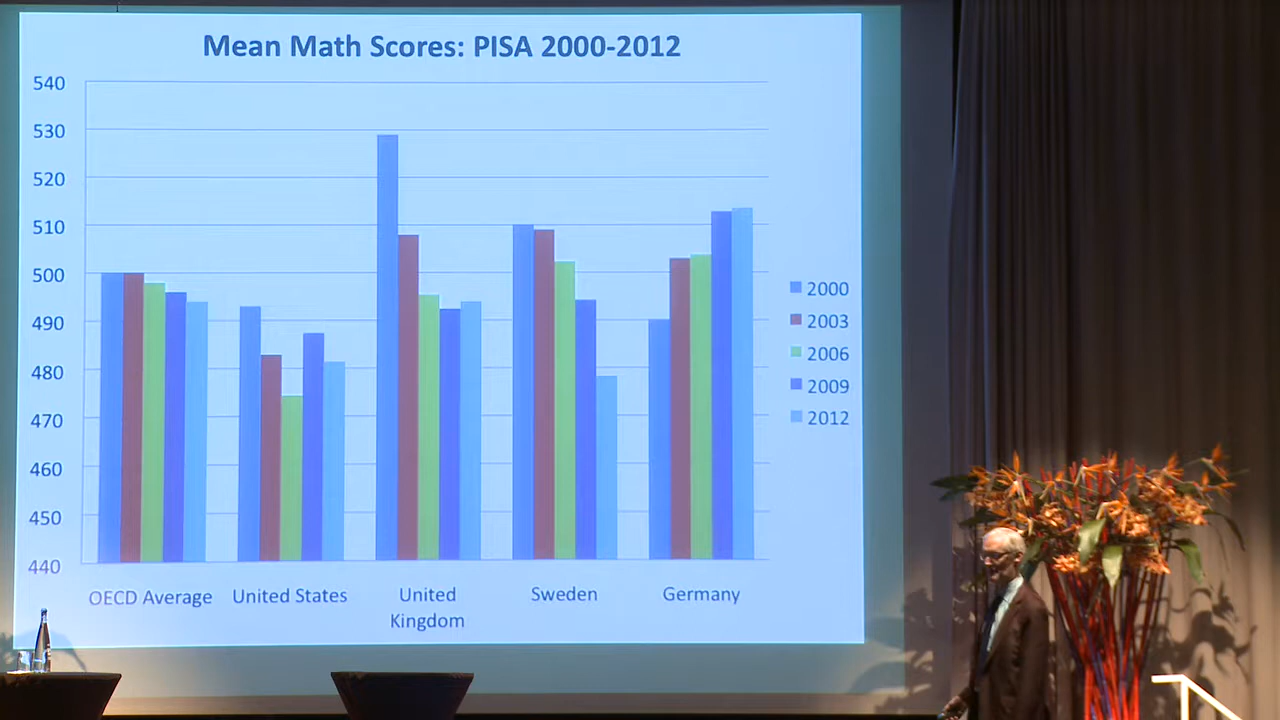 Mean Math Scores: PISA 2000-2012
540
530
520
510
500
490
480
470
460
450
440
2000
2003
2006
2009
2012
OECD Average
United States
United
Kingdom
Sweden
Germany